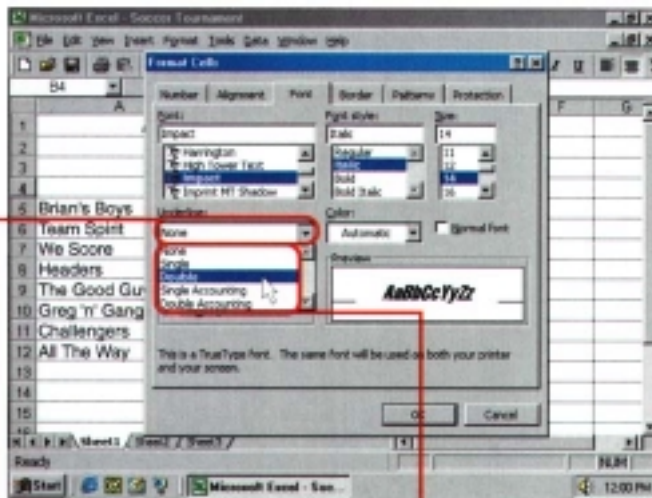 Microsoft Excel - Soccer Tournament
File Edit View Insert Format Tools Data Window Help
B4
Format Cells
Number Alignment Font Border Patterns Protection
Font: Font style: Size:
Impact Italic 14
Harrington Regular 11
High Tower Text Italic 12
Impact Bold 14
Imprint MT Shadow Bold Italic 16
Underline: Color:
None Automatic Normal font
None
Single
Double
Single Accounting
Double Accounting
Preview
AaBbCcYyZz
This is a TrueType font. The same font will be used on both your printer
and your screen.
OK Cancel
A F G
1
2
3
4
5 Brian's Boys
6 Team Spirit
7 We Score
8 Headers
9 The Good Gu
10 Greg 'n' Gang
11 Challengers
12 All The Way
13
14
15
Sheet1 Sheet2 Sheet3
Ready NUM
Start Microsoft Excel - Soc... 12:00 PM